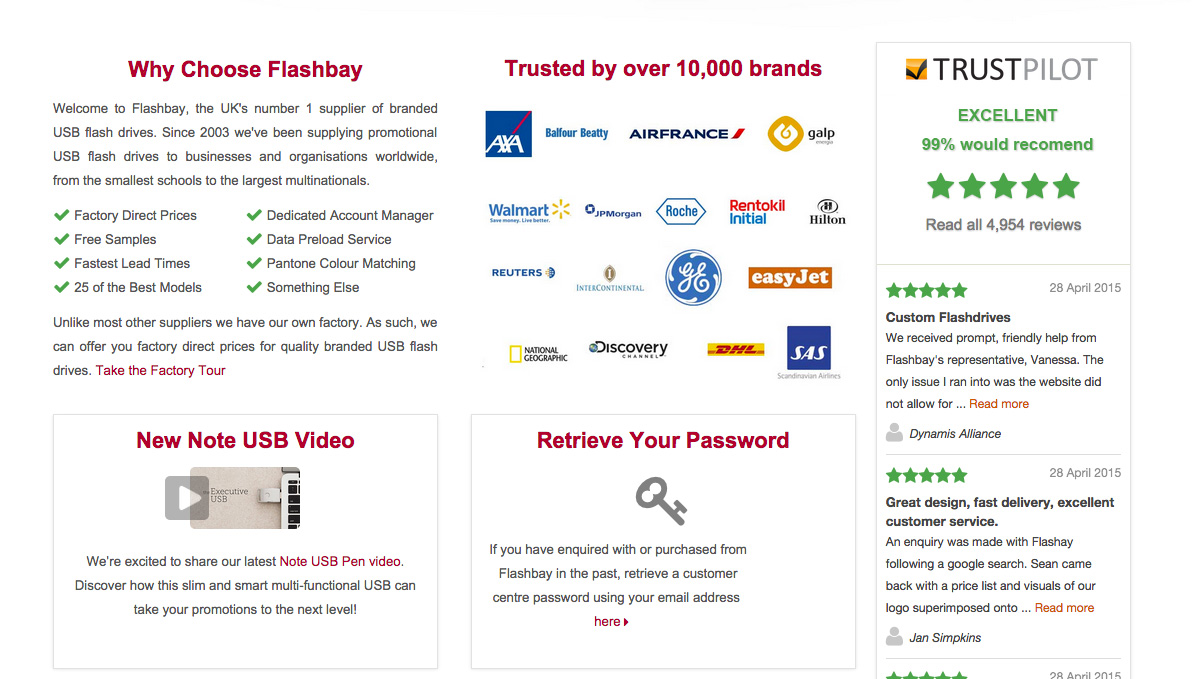 Why Choose Flashbay
Welcome to Flashbay, the UK's number 1 supplier of branded
USB flash drives. Since 2003 we've been supplying promotional
USB flash drives to businesses and organisations worldwide,
from the smallest schools to the largest multinationals.
Factory Direct Prices
Free Samples
Fastest Lead Times
25 of the Best Models
Dedicated Account Manager
Data Preload Service
Pantone Colour Matching
Something Else
Unlike most other suppliers we have our own factory. As such, we
can offer you factory direct prices for quality branded USB flash
drives. Take the Factory Tour
Trusted by over 10,000 brands
AXA
Balfour Beatty
AIRFRANCE
galp
energia
Walmart
Save money. Live better.
JPMorgan
Roche
Rentokil
Initial
H
Hilton
REUTERS
INTERCONTINENTAL
GE
easyJet
NATIONAL
GEOGRAPHIC
Discovery
CHANNEL
DHL
SAS
Scandinavian Airlines
New Note USB Video
Executive
USB
We're excited to share our latest Note USB Pen video.
Discover how this slim and smart multi-functional USB can
take your promotions to the next level!
Retrieve Your Password
If you have enquired with or purchased from
Flashbay in the past, retrieve a customer
centre password using your email address
here
TRUSTPILOT
EXCELLENT
99% would recomend
Read all 4,954 reviews
28 April 2015
Custom Flashdrives
We received prompt, friendly help from
Flashbay's representative, Vanessa. The
only issue I ran into was the website did
not allow for ... Read more
Dynamis Alliance
28 April 2015
Great design, fast delivery, excellent
customer service.
An enquiry was made with Flashay
following a google search. Sean came
back with a price list and visuals of our
logo superimposed onto ... Read more
Jan Simpkins
28 April 2015